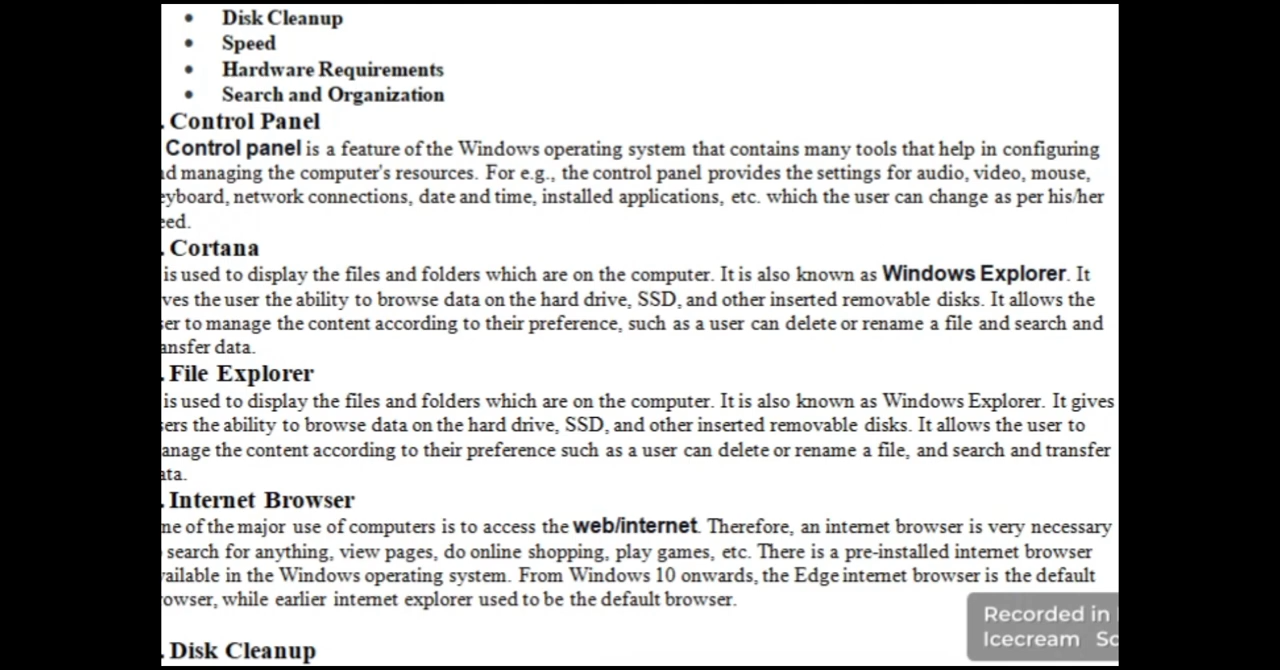 • Disk Cleanup
• Speed
• Hardware Requirements
• Search and Organization
. Control Panel
Control panel is a feature of the Windows operating system that contains many tools that help in configuring
d managing the computer's resources. For e.g., the control panel provides the settings for audio, video, mouse,
eyboard, network connections, date and time, installed applications, etc. which the user can change as per his/her
eed.
. Cortana
is used to display the files and folders which are on the computer. It is also known as Windows Explorer. It
ves the user the ability to browse data on the hard drive, SSD, and other inserted removable disks. It allows the
er to manage the content according to their preference, such as a user can delete or rename a file and search and
ansfer data.
. File Explorer
is used to display the files and folders which are on the computer. It is also known as Windows Explorer. It gives
ers the ability to browse data on the hard drive, SSD, and other inserted removable disks. It allows the user to
anage the content according to their preference such as a user can delete or rename a file, and search and transfer
ata.
. Internet Browser
ne of the major use of computers is to access the web/internet. Therefore, an internet browser is very necessary
search for anything, view pages, do online shopping, play games, etc. There is a pre-installed internet browser
ailable in the Windows operating system. From Windows 10 onwards, the Edge internet browser is the default
owser, while earlier internet explorer used to be the default browser.
. Disk Cleanup
Recorded in
Icecream Sc